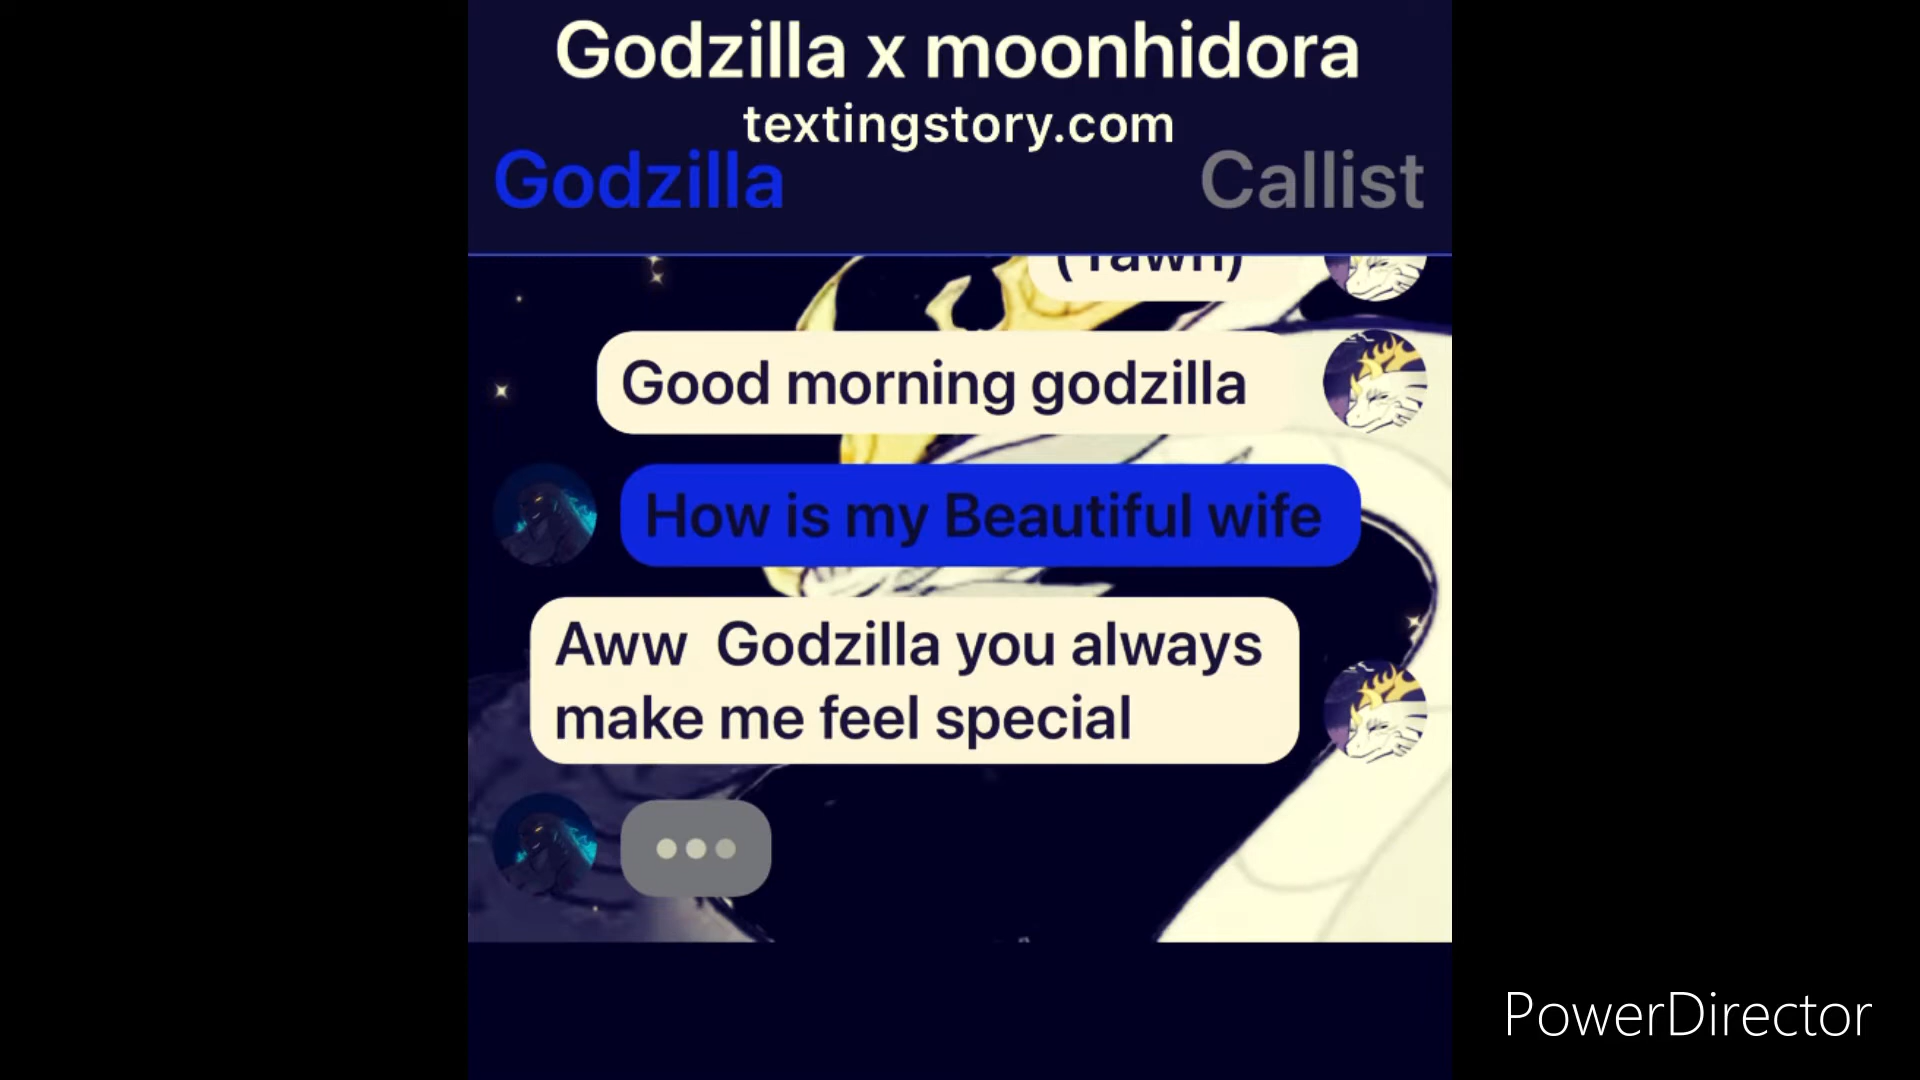 Godzilla x moonhidora
textingstory.com
Godzilla
Callist
(Yawn)
Good morning godzilla
How is my Beautiful wife
Aww  Godzilla you always
make me feel special
PowerDirector